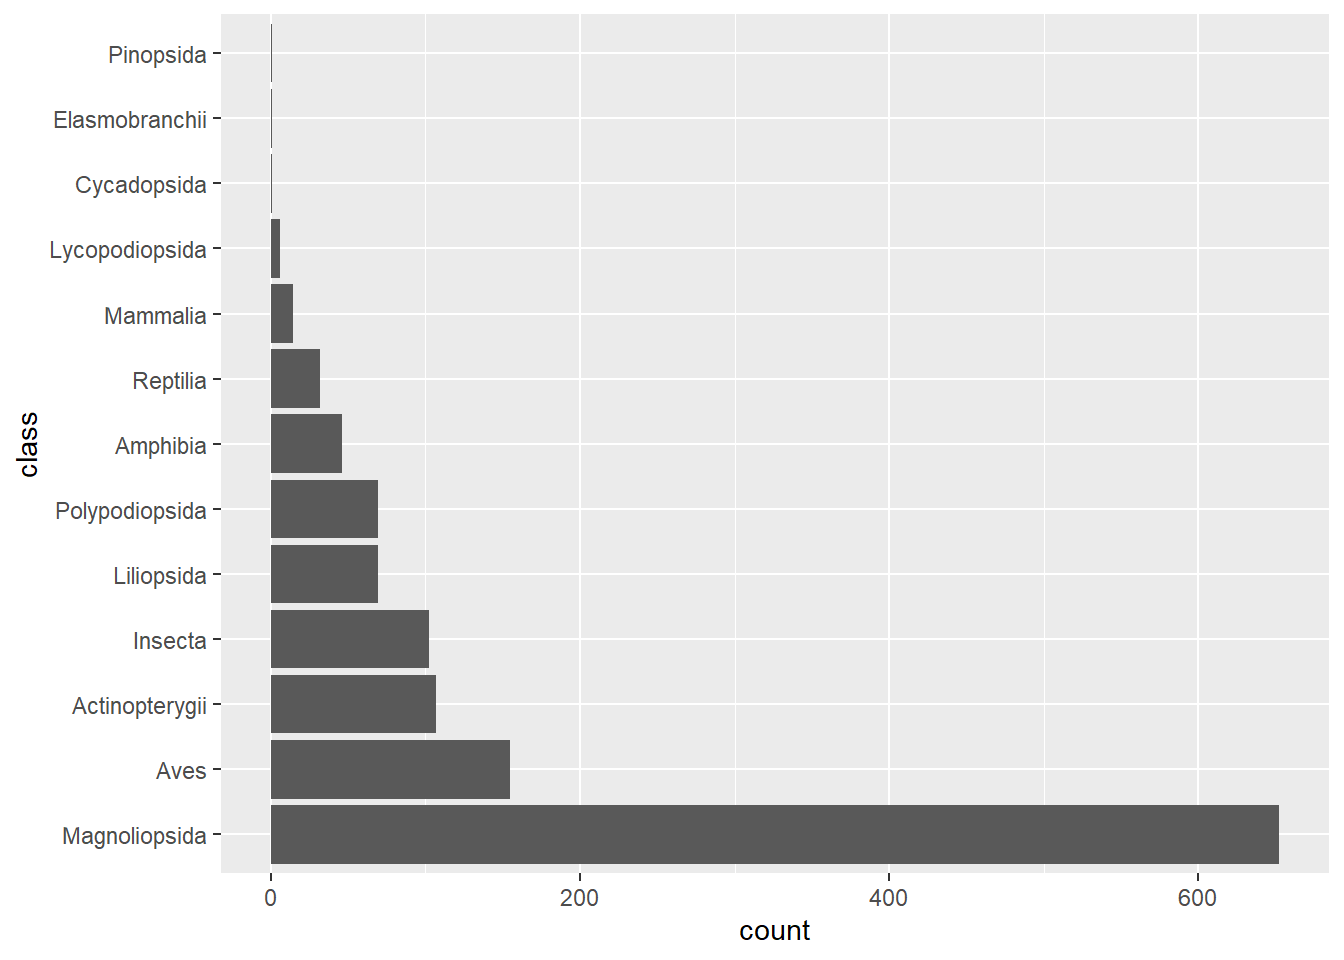 Pinopsida
Elasmobranchii
Cycadopsida
Lycopodiopsida
Mammalia
Reptilia
Amphibia
Polypodiopsida
Liliopsida
Insecta
Actinopterygii
Aves
Magnoliopsida
class
0 200 400 600
count